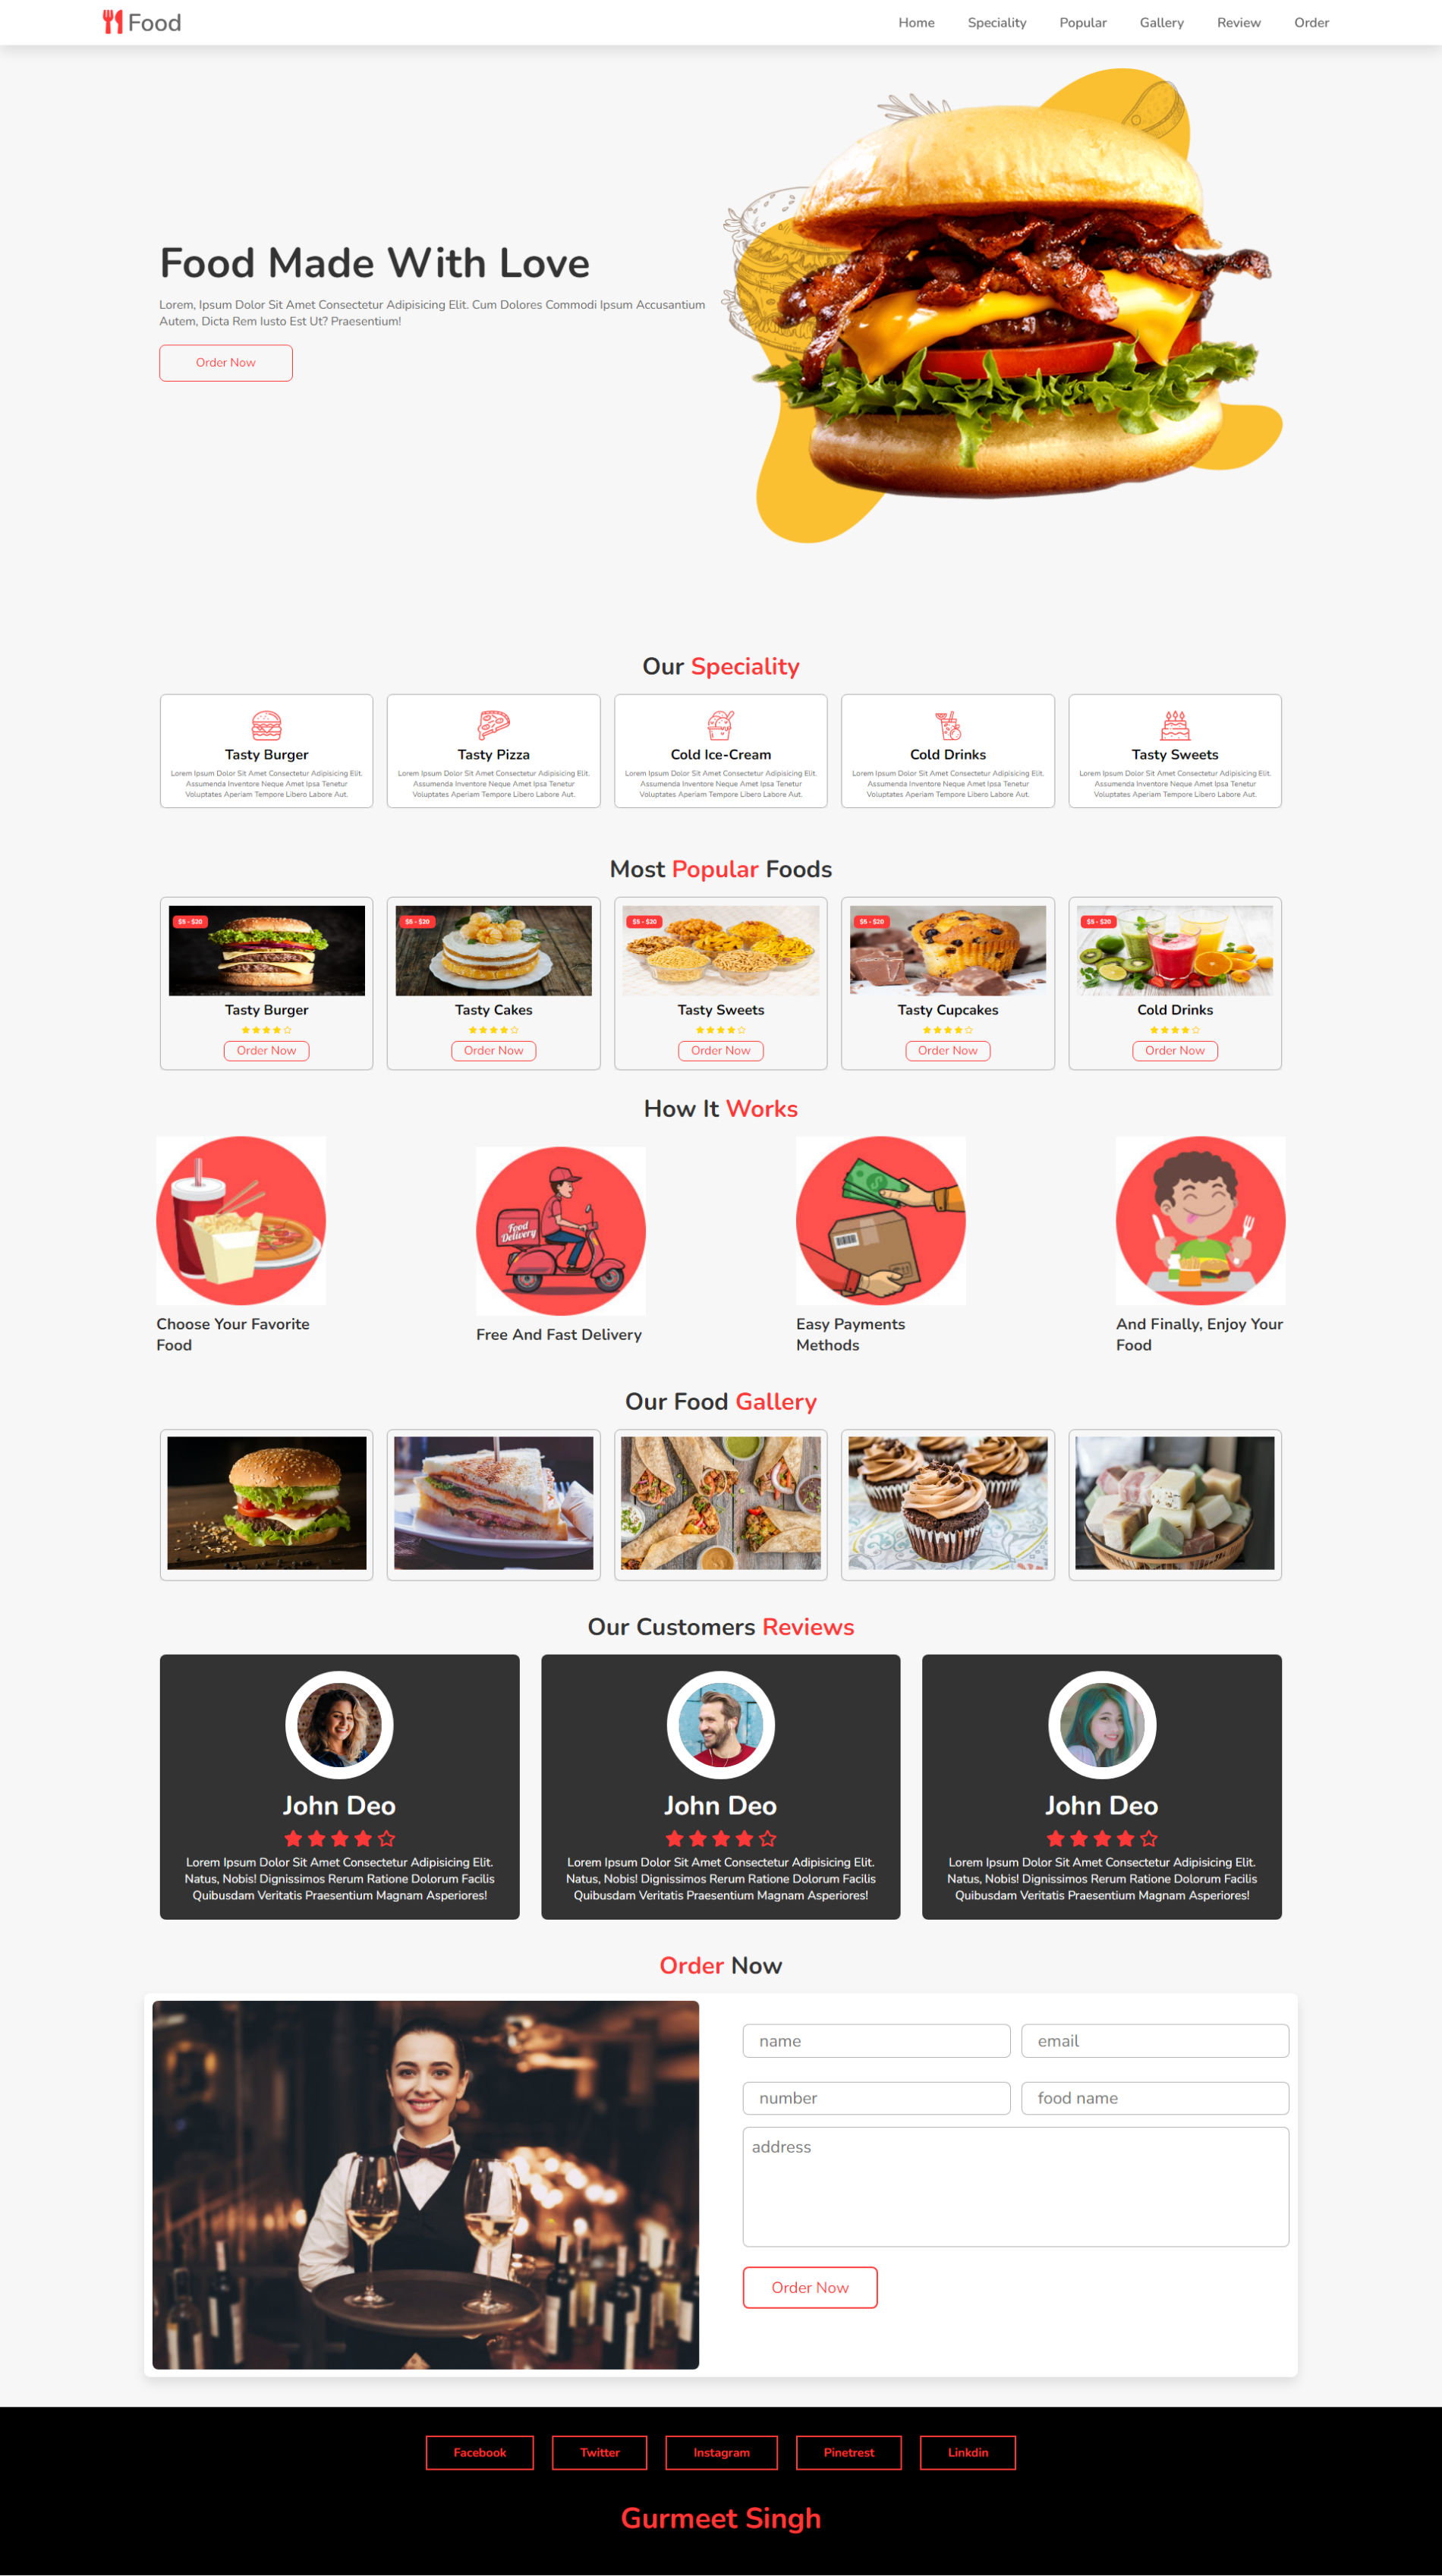 Food
Home Speciality Popular Gallery Review Order
Food Made With Love
Lorem, Ipsum Dolor Sit Amet Consectetur Adipisicing Elit. Cum Dolores Commodi Ipsum Accusantium
Autem, Dicta Rem Iusto Est Ut? Praesentium!
Order Now
Our Speciality
Tasty Burger
Lorem Ipsum Dolor Sit Amet Consectetur Adipisicing Elit.
Assumenda Inventore Neque Amet Ipsa Tenetur
Voluptates Aperiam Tempore Libero Labore Aut.
Tasty Pizza
Lorem Ipsum Dolor Sit Amet Consectetur Adipisicing Elit.
Assumenda Inventore Neque Amet Ipsa Tenetur
Voluptates Aperiam Tempore Libero Labore Aut.
Cold Ice-Cream
Lorem Ipsum Dolor Sit Amet Consectetur Adipisicing Elit.
Assumenda Inventore Neque Amet Ipsa Tenetur
Voluptates Aperiam Tempore Libero Labore Aut.
Cold Drinks
Lorem Ipsum Dolor Sit Amet Consectetur Adipisicing Elit.
Assumenda Inventore Neque Amet Ipsa Tenetur
Voluptates Aperiam Tempore Libero Labore Aut.
Tasty Sweets
Lorem Ipsum Dolor Sit Amet Consectetur Adipisicing Elit.
Assumenda Inventore Neque Amet Ipsa Tenetur
Voluptates Aperiam Tempore Libero Labore Aut.
Most Popular Foods
$5 - $20
Tasty Burger
Order Now
$5 - $20
Tasty Cakes
Order Now
$5 - $20
Tasty Sweets
Order Now
$5 - $20
Tasty Cupcakes
Order Now
$5 - $20
Cold Drinks
Order Now
How It Works
Choose Your Favorite
Food
Food
Delivery
Free And Fast Delivery
Easy Payments
Methods
And Finally, Enjoy Your
Food
Our Food Gallery
Our Customers Reviews
John Deo
Lorem Ipsum Dolor Sit Amet Consectetur Adipisicing Elit.
Natus, Nobis! Dignissimos Rerum Ratione Dolorum Facilis
Quibusdam Veritatis Praesentium Magnam Asperiores!
John Deo
Lorem Ipsum Dolor Sit Amet Consectetur Adipisicing Elit.
Natus, Nobis! Dignissimos Rerum Ratione Dolorum Facilis
Quibusdam Veritatis Praesentium Magnam Asperiores!
John Deo
Lorem Ipsum Dolor Sit Amet Consectetur Adipisicing Elit.
Natus, Nobis! Dignissimos Rerum Ratione Dolorum Facilis
Quibusdam Veritatis Praesentium Magnam Asperiores!
Order Now
name
email
number
food name
address
Order Now
Facebook Twitter Instagram Pinetrest Linkdin
Gurmeet Singh